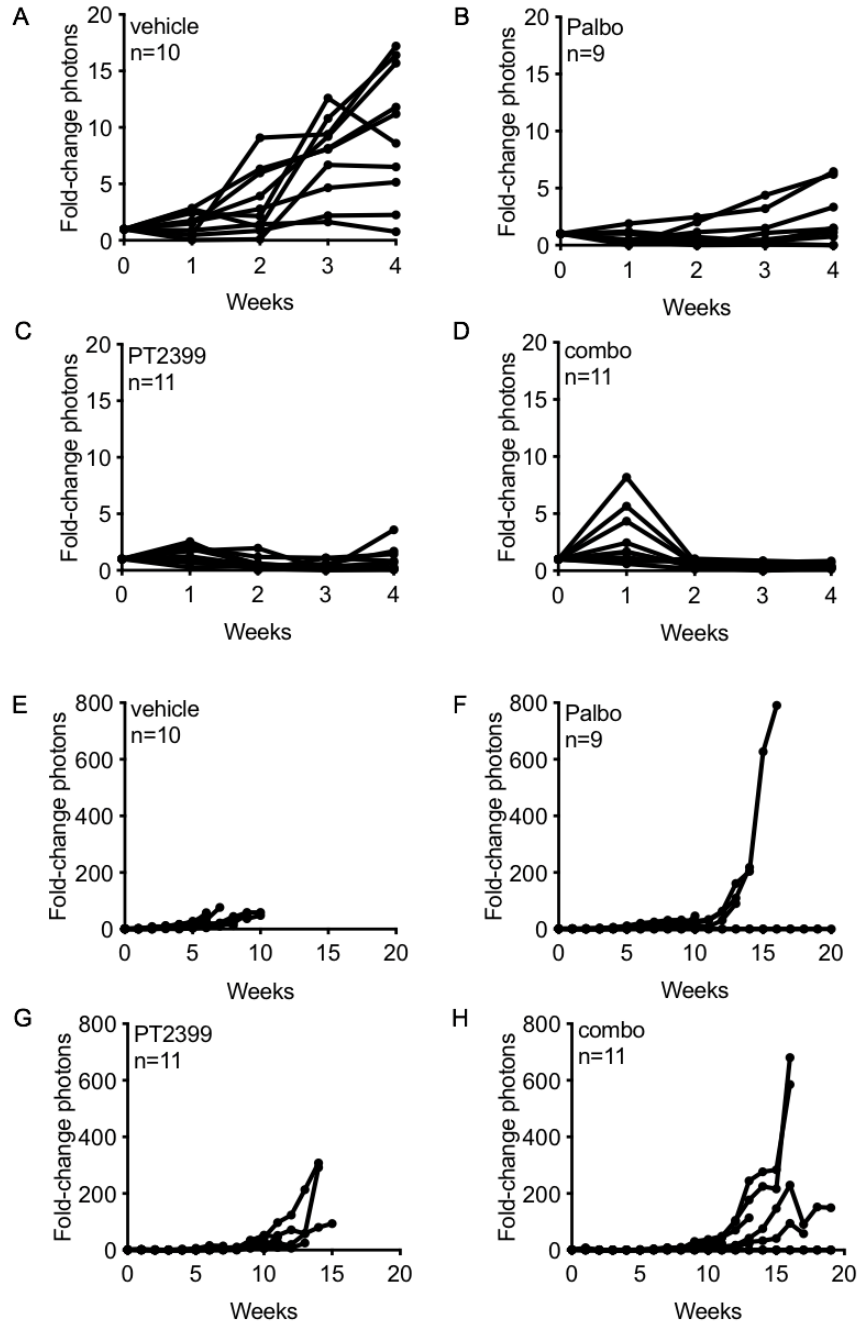 A
vehicle
n=10
Fold-change photons
20
15
10
5
0
0 1 2 3 4
Weeks
B
Palbo
n=9
Fold-change photons
20
15
10
5
0
0 1 2 3 4
Weeks
C
PT2399
n=11
Fold-change photons
20
15
10
5
0
0 1 2 3 4
Weeks
D
combo
n=11
Fold-change photons
20
15
10
5
0
0 1 2 3 4
Weeks
E
vehicle
n=10
Fold-change photons
800
600
400
200
0
0 5 10 15 20
Weeks
F
Palbo
n=9
Fold-change photons
800
600
400
200
0
0 5 10 15 20
Weeks
G
PT2399
n=11
Fold-change photons
800
600
400
200
0
0 5 10 15 20
Weeks
H
combo
n=11
Fold-change photons
800
600
400
200
0
0 5 10 15 20
Weeks